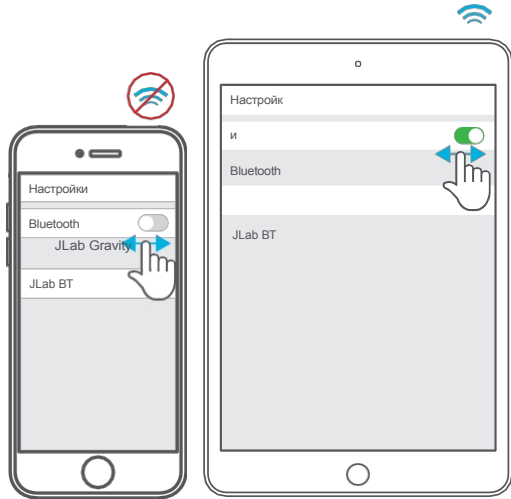 Настройки
Bluetooth
JLab Gravity
JLab BT
Настройк
и
Bluetooth
JLab BT